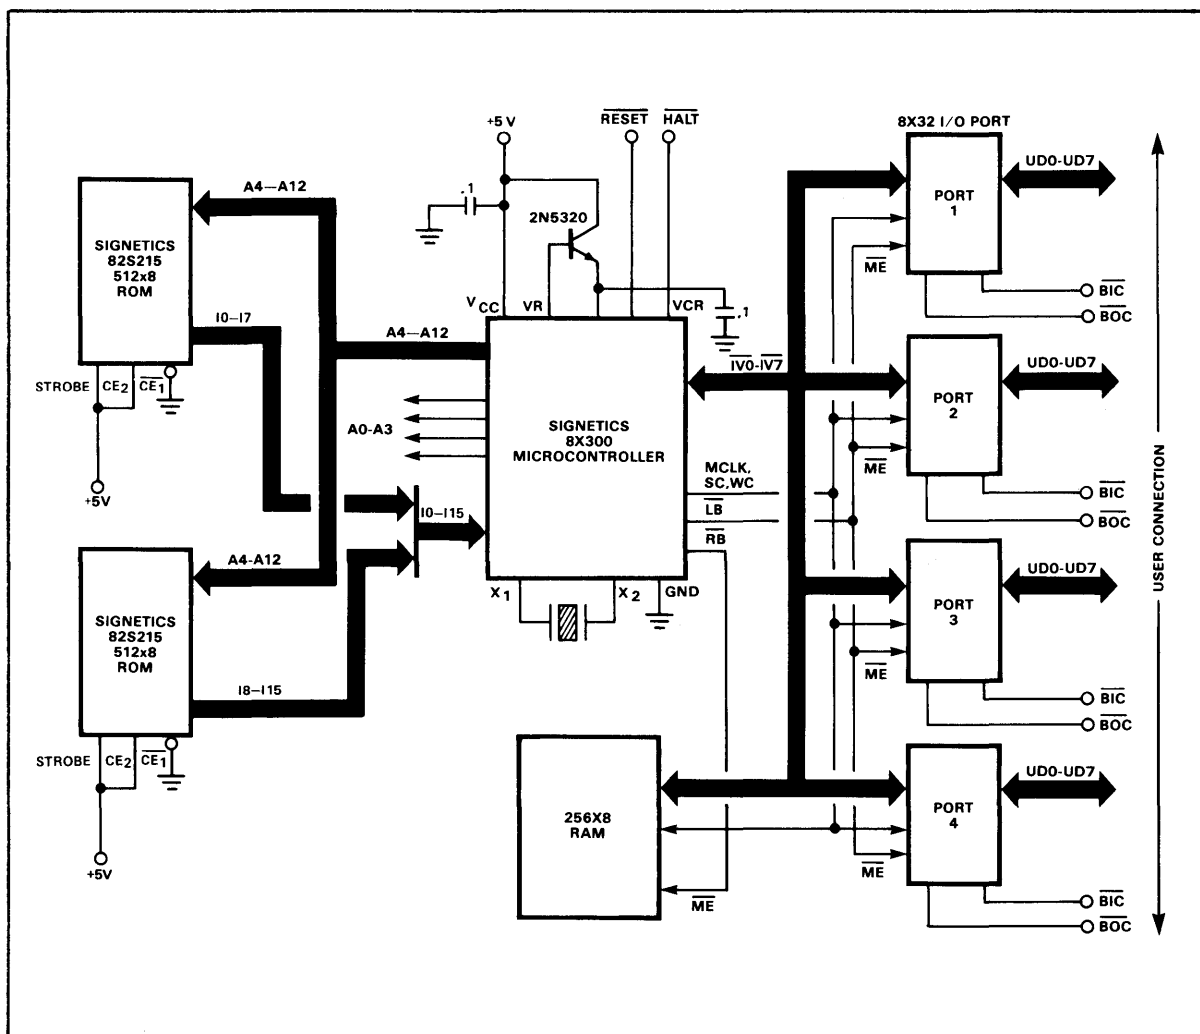 +5 V
RESET
HALT
8X32 I/O PORT
UD0-UD7
A4—A12
.1
2N5320
PORT
1
SIGNETICS
82S215
512x8
ROM
ME
BIC
BOC
VCC
VR
VCR
.1
I0-I7
A4—A12
IV0-IV7
UD0-UD7
STROBE
CE2
CE1
PORT
2
A0-A3
SIGNETICS
8X300
MICROCONTROLLER
ME
MCLK,
SC,WC
+5V
I0-I15
BIC
LB
BOC
RB
USER CONNECTION
A4-A12
UD0-UD7
X1
X2
GND
PORT
3
SIGNETICS
82S215
512x8
ROM
ME
I8-I15
BIC
BOC
STROBE
CE2
CE1
UD0-UD7
256X8
RAM
PORT
4
+5V
ME
ME
BIC
BOC